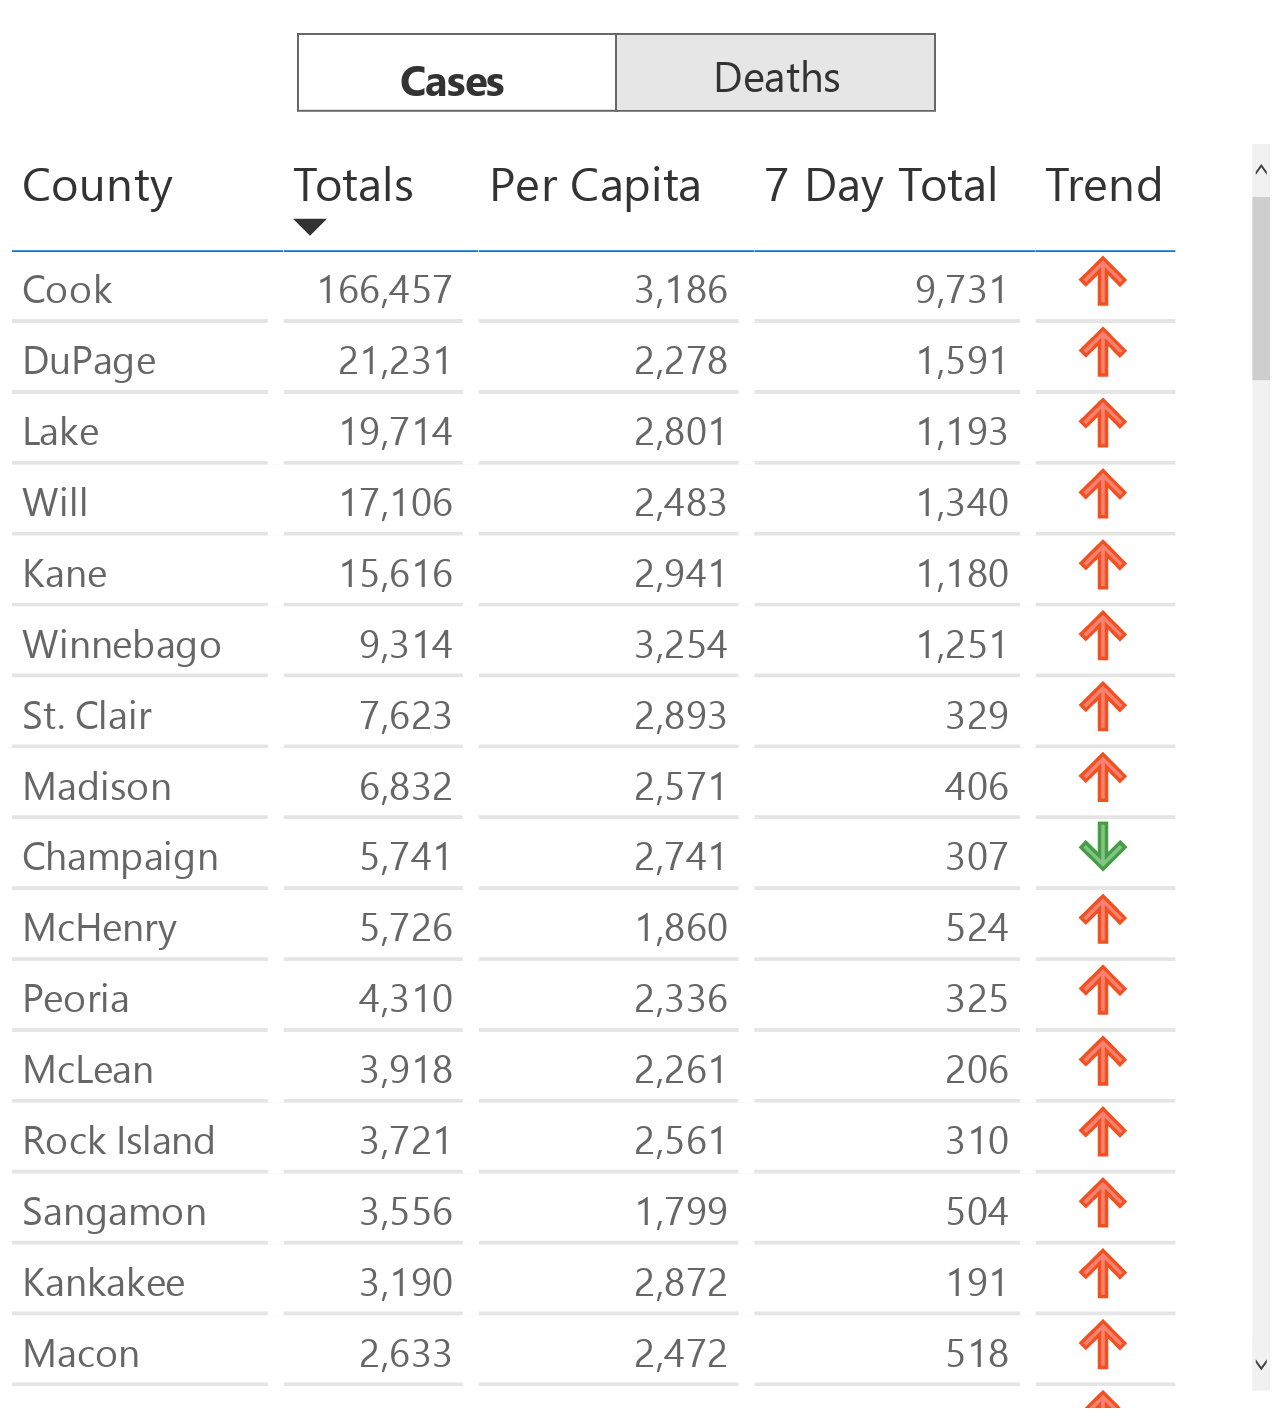 Cases Deaths
County Totals Per Capita 7 Day Total Trend
Cook 166,457 3,186 9,731
DuPage 21,231 2,278 1,591
Lake 19,714 2,801 1,193
Will 17,106 2,483 1,340
Kane 15,616 2,941 1,180
Winnebago 9,314 3,254 1,251
St. Clair 7,623 2,893 329
Madison 6,832 2,571 406
Champaign 5,741 2,741 307
McHenry 5,726 1,860 524
Peoria 4,310 2,336 325
McLean 3,918 2,261 206
Rock Island 3,721 2,561 310
Sangamon 3,556 1,799 504
Kankakee 3,190 2,872 191
Macon 2,633 2,472 518